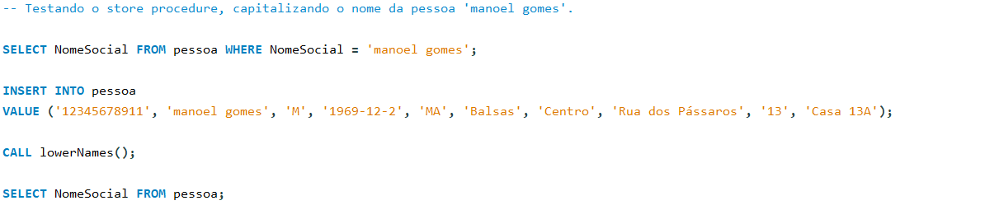 -- Testando o store procedure, capitalizando o nome da pessoa 'manoel gomes'.
SELECT NomeSocial FROM pessoa WHERE NomeSocial = 'manoel gomes';
INSERT INTO pessoa
VALUE ('12345678911', 'manoel gomes', 'M', '1969-12-2', 'MA', 'Balsas', 'Centro', 'Rua dos Pássaros', '13', 'Casa 13A');
CALL lowerNames();
SELECT NomeSocial FROM pessoa;